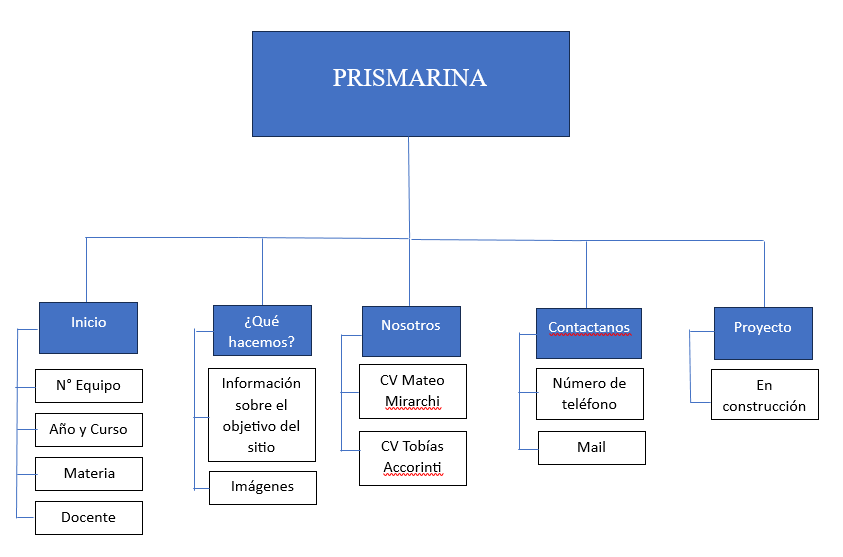 PRISMARINA
Inicio
N° Equipo
Año y Curso
Materia
Docente
¿Qué
hacemos?
Información
sobre el
objetivo del
sitio
Imágenes
Nosotros
CV Mateo
Mirarchi
CV Tobías
Accorinti
Contactanos
Número de
teléfono
Mail
Proyecto
En
construcción